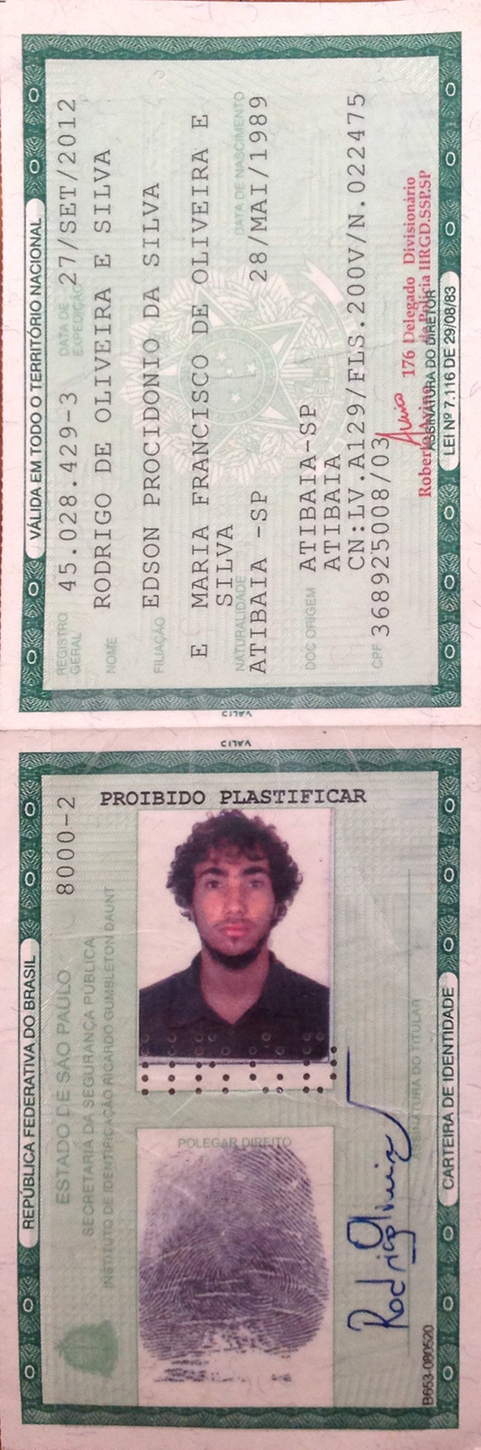 VÁLIDA EM TODO O TERRITÓRIO NACIONAL
REGISTRO GERAL 45.028.429-3 DATA DE EXPEDIÇÃO 27/SET/2012
NOME RODRIGO DE OLIVEIRA E SILVA
FILIAÇÃO EDSON PROCIDONIO DA SILVA
E MARIA FRANCISCO DE OLIVEIRA E
SILVA
NATURALIDADE DATA DE NASCIMENTO
ATIBAIA -SP 28/MAI/1989
DOC ORIGEM ATIBAIA-SP
ATIBAIA
CN:LV.A129/FLS.200V/N.022475
CPF 368925008/03
176 Delegado Divisionário
de Polícia IIRGD.SSP.SP
ASSINATURA DO DIRETOR
LEI Nº 7.116 DE 29/08/83
VALID
VALID
REPÚBLICA FEDERATIVA DO BRASIL
8000-2
ESTADO DE SÃO PAULO
SECRETARIA DA SEGURANÇA PÚBLICA
INSTITUTO DE IDENTIFICAÇÃO RICARDO GUMBLETON DAUNT
PROIBIDO PLASTIFICAR
POLEGAR DIREITO
Rodrigo Oliveira
ASSINATURA DO TITULAR
B653-080520
CARTEIRA DE IDENTIDADE